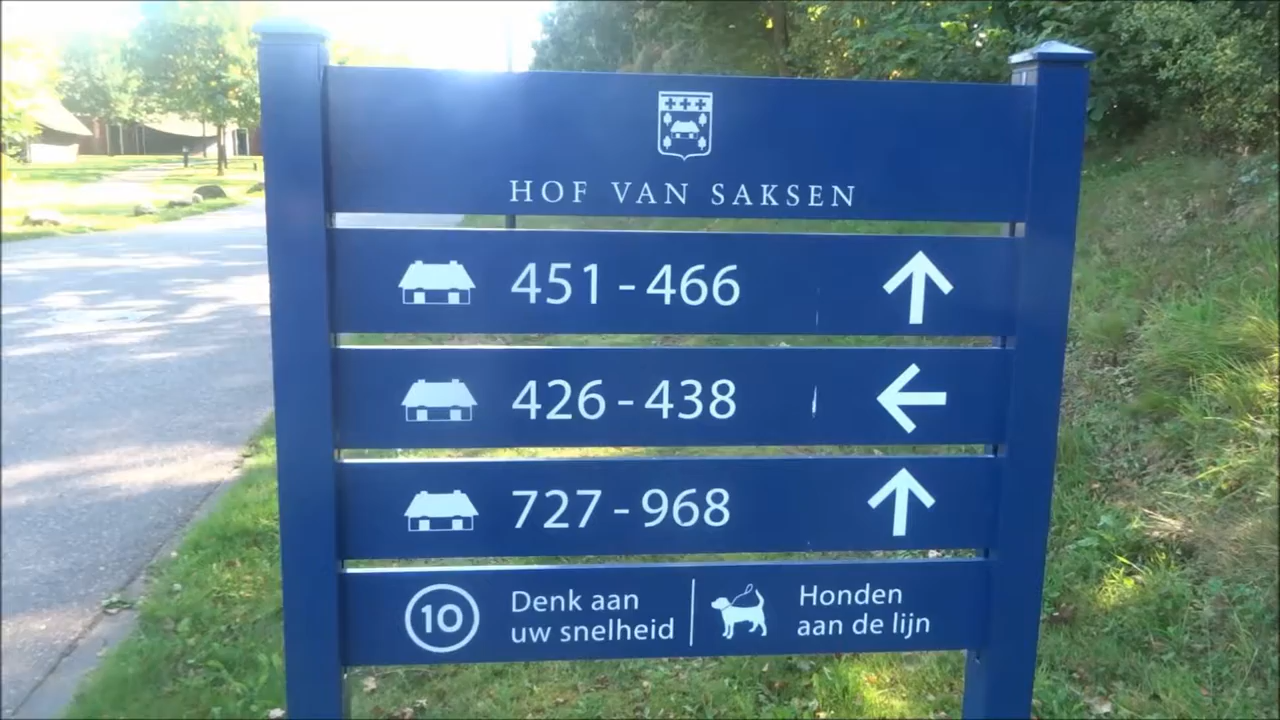 HOF VAN SAKSEN
451 - 466
426 - 438
727 - 968
10
Denk aan
uw snelheid
Honden
aan de lijn